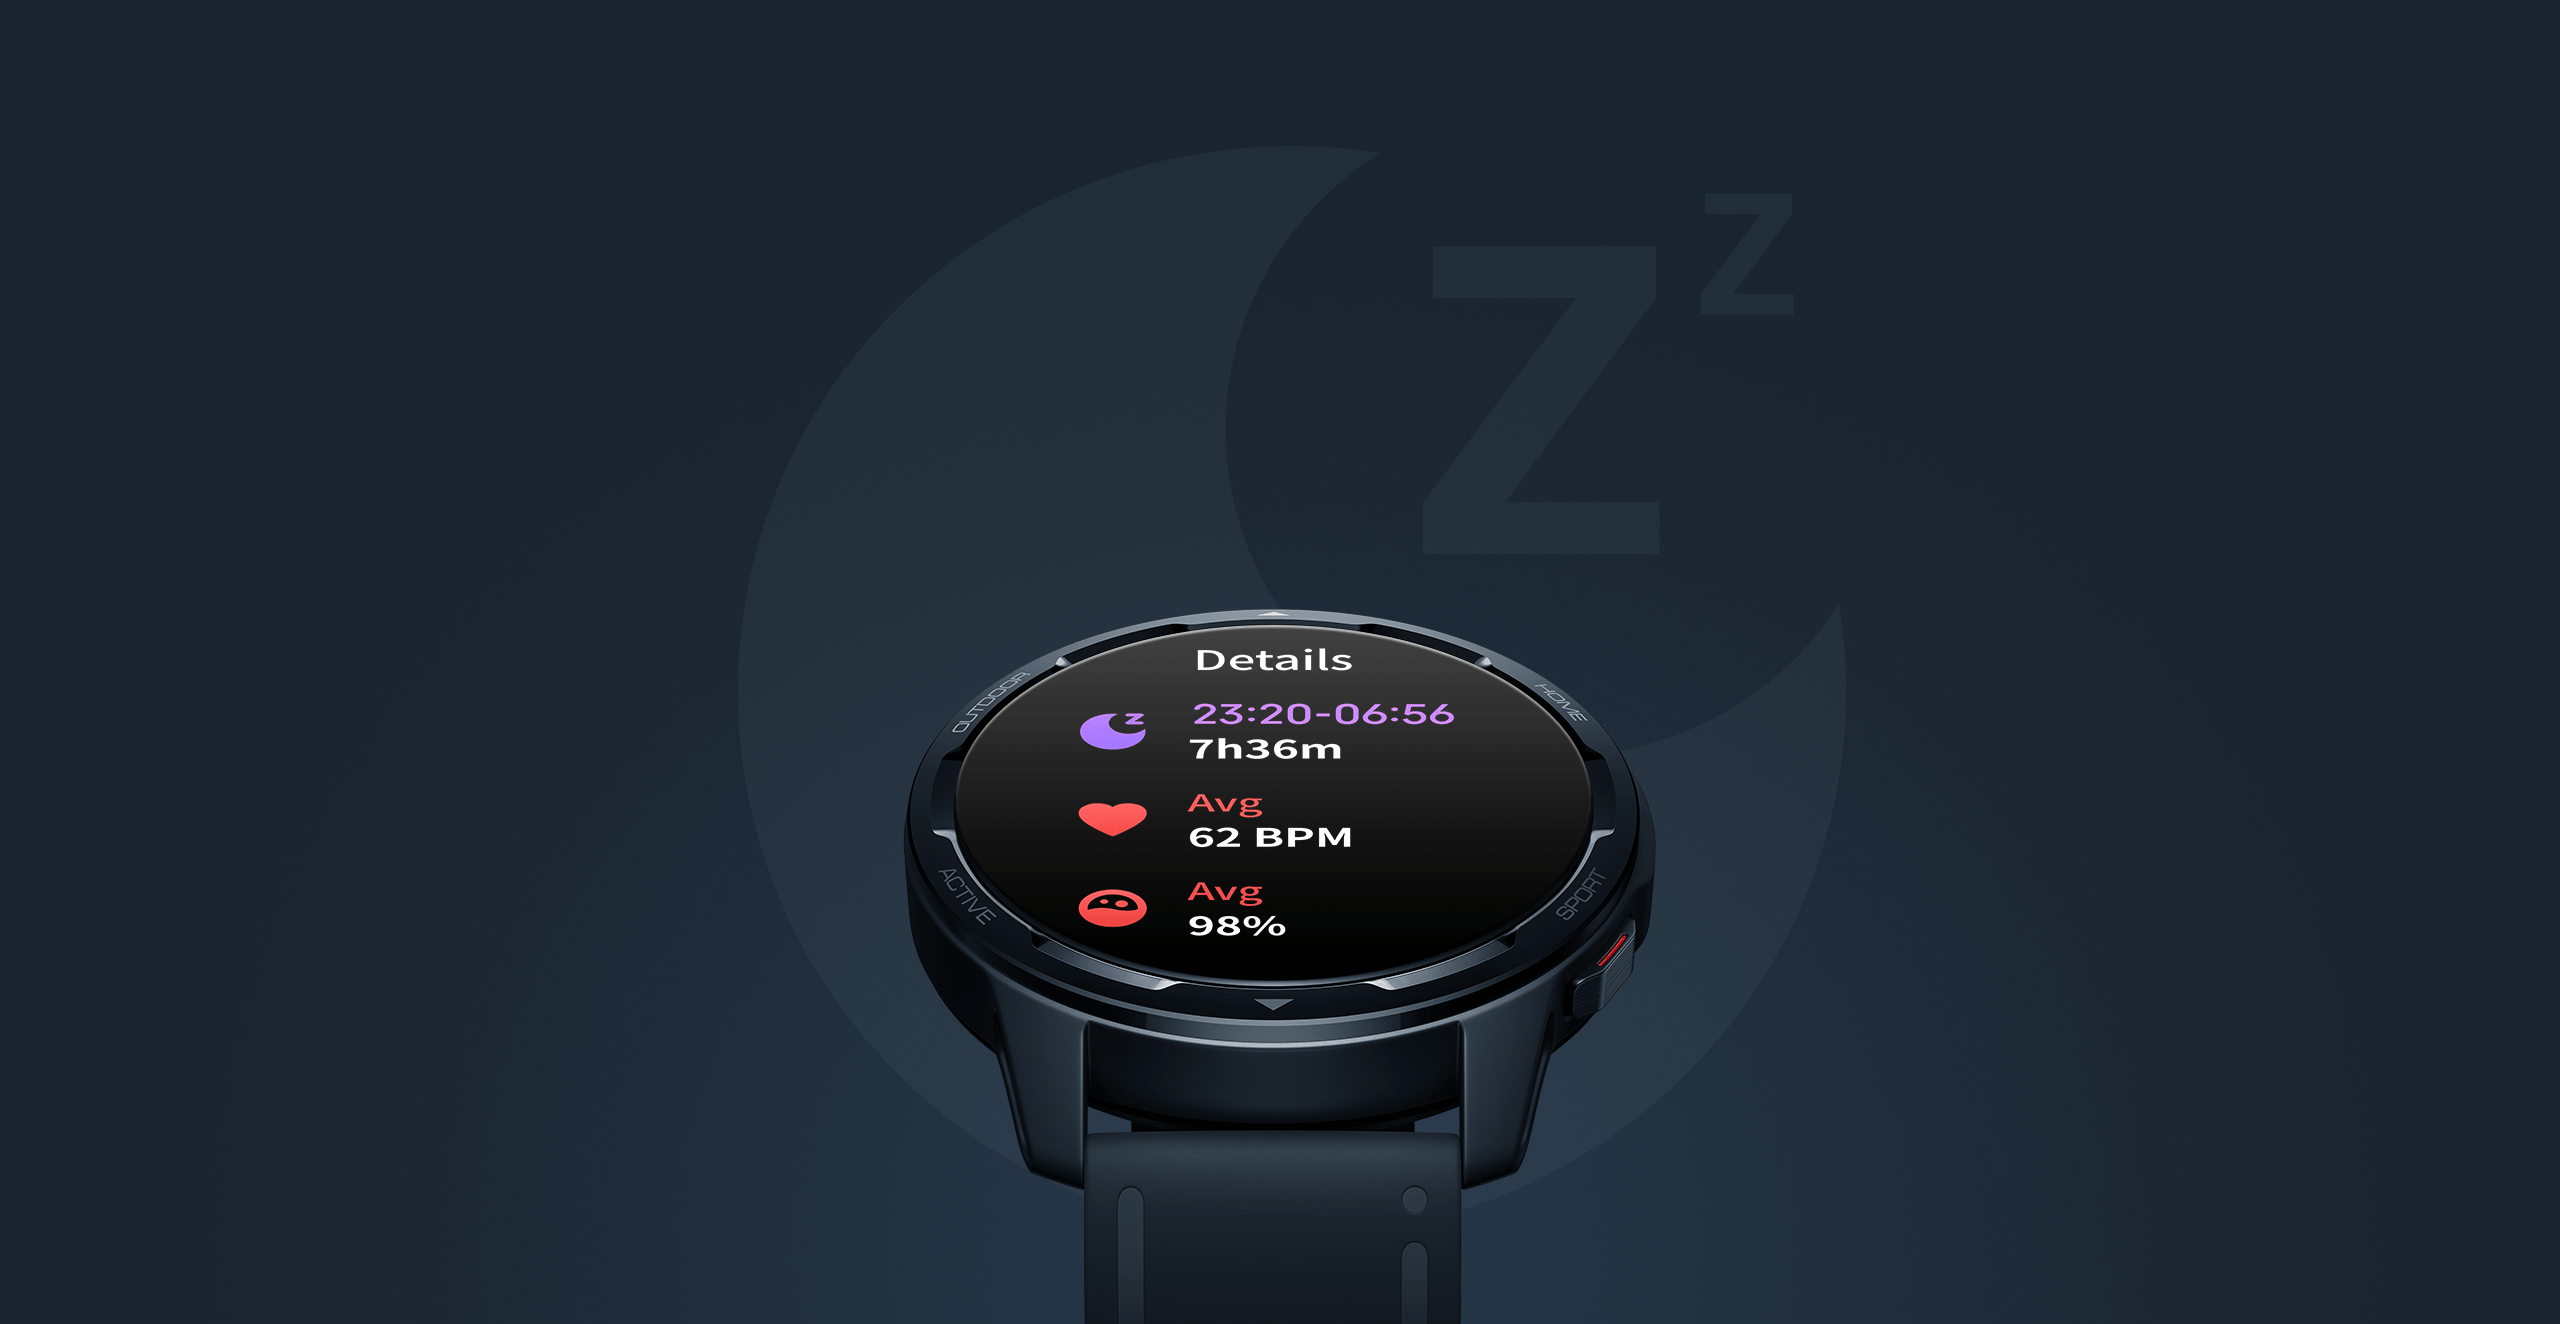 Z
Z
Details
OUTDOOR
HOME
Z
23:20-06:56
7h36m
Avg
62 BPM
ACTIVE
SPORT
Avg
98%